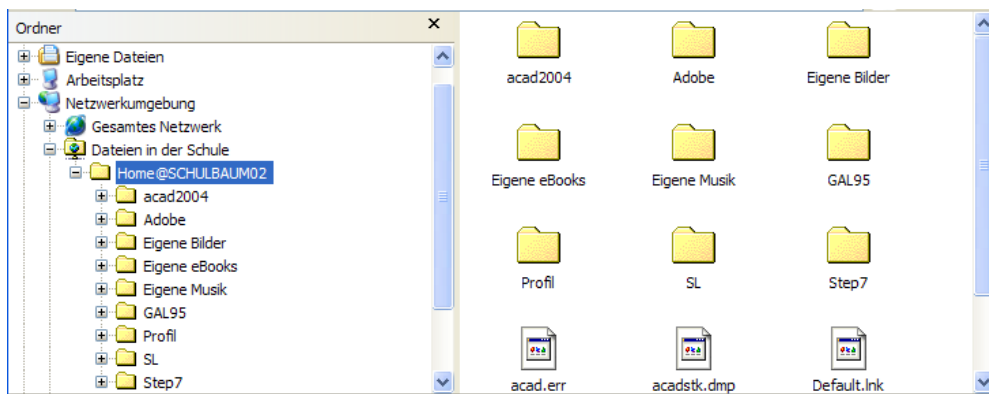 Ordner
Eigene Dateien
Arbeitsplatz
Netzwerkumgebung
Gesamtes Netzwerk
Dateien in der Schule
Home@SCHULBAUM02
acad2004
Adobe
Eigene Bilder
Eigene eBooks
Eigene Musik
GAL95
Profil
SL
Step7
acad2004 Adobe Eigene Bilder
Eigene eBooks Eigene Musik GAL95
Profil SL Step7
acad.err acadstk.dmp Default.lnk